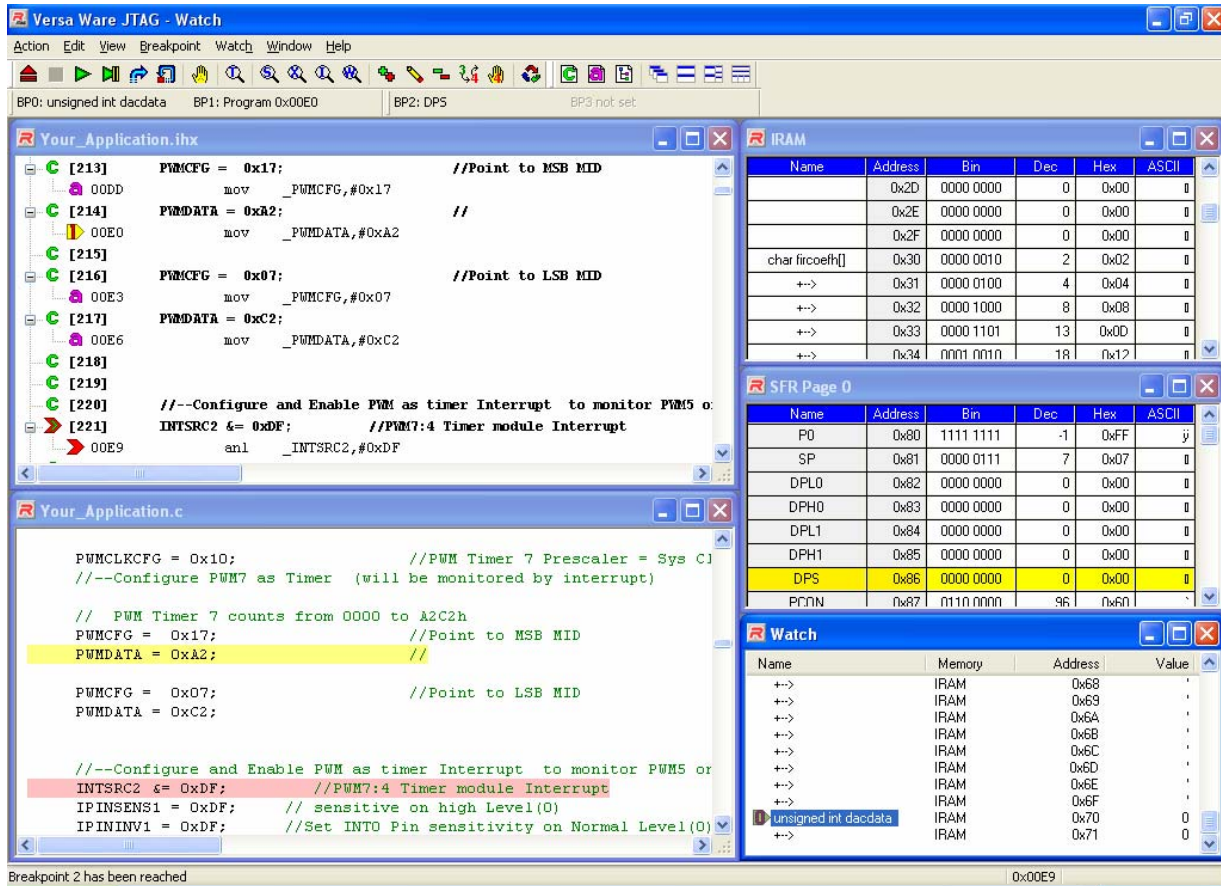 Versa Ware JTAG - Watch
Action Edit View Breakpoint Watch Window Help
BP0: unsigned int dacdata BP1: Program 0x00E0 BP2: DPS BP3 not set
Your_Application.ihx
C [213] PWMCFG = 0x17; //Point to MSB MID
a 00DD mov _PWMCFG,#0x17
C [214] PWMDATA = 0xA2; //
00E0 mov _PWMDATA,#0xA2
C [215]
C [216] PWMCFG = 0x07; //Point to LSB MID
a 00E3 mov _PWMCFG,#0x07
C [217] PWMDATA = 0xC2;
a 00E6 mov _PWMDATA,#0xC2
C [218]
C [219]
C [220] //--Configure and Enable PWM as timer Interrupt to monitor PWM5 o
[221] INTSRC2 &= 0xDF; //PWM7:4 Timer module Interrupt
00E9 anl _INTSRC2,#0xDF
Your_Application.c
PWMCLKCFG = 0x10; //PWM Timer 7 Prescaler = Sys Cl
//--Configure PWM7 as Timer (will be monitored by interrupt)
// PWM Timer 7 counts from 0000 to A2C2h
PWMCFG = 0x17; //Point to MSB MID
PWMDATA = 0xA2; //
PWMCFG = 0x07; //Point to LSB MID
PWMDATA = 0xC2;
//--Configure and Enable PWM as timer Interrupt to monitor PWM5 or
INTSRC2 &= 0xDF; //PWM7:4 Timer module Interrupt
IPINSENS1 = 0xDF; // sensitive on high Level(0)
IPININV1 = 0xDF; //Set INT0 Pin sensitivity on Normal Level(0)
IRAM
Name Address Bin Dec Hex ASCII
0x2D 0000 0000 0 0x00
0x2E 0000 0000 0 0x00
0x2F 0000 0000 0 0x00
char fircoefh[] 0x30 0000 0010 2 0x02
+--> 0x31 0000 0100 4 0x04
+--> 0x32 0000 1000 8 0x08
+--> 0x33 0000 1101 13 0x0D
+--> 0x34 0001 0010 18 0x12
SFR Page 0
Name Address Bin Dec Hex ASCII
P0 0x80 1111 1111 -1 0xFF ÿ
SP 0x81 0000 0111 7 0x07
DPL0 0x82 0000 0000 0 0x00
DPH0 0x83 0000 0000 0 0x00
DPL1 0x84 0000 0000 0 0x00
DPH1 0x85 0000 0000 0 0x00
DPS 0x86 0000 0000 0 0x00
PCON 0x87 0110 0000 96 0x60 `
Watch
Name Memory Address Value
+--> IRAM 0x68 '
+--> IRAM 0x69 '
+--> IRAM 0x6A '
+--> IRAM 0x6B '
+--> IRAM 0x6C '
+--> IRAM 0x6D '
+--> IRAM 0x6E '
+--> IRAM 0x6F '
unsigned int dacdata IRAM 0x70 0
+--> IRAM 0x71 0
Breakpoint 2 has been reached 0x00E9